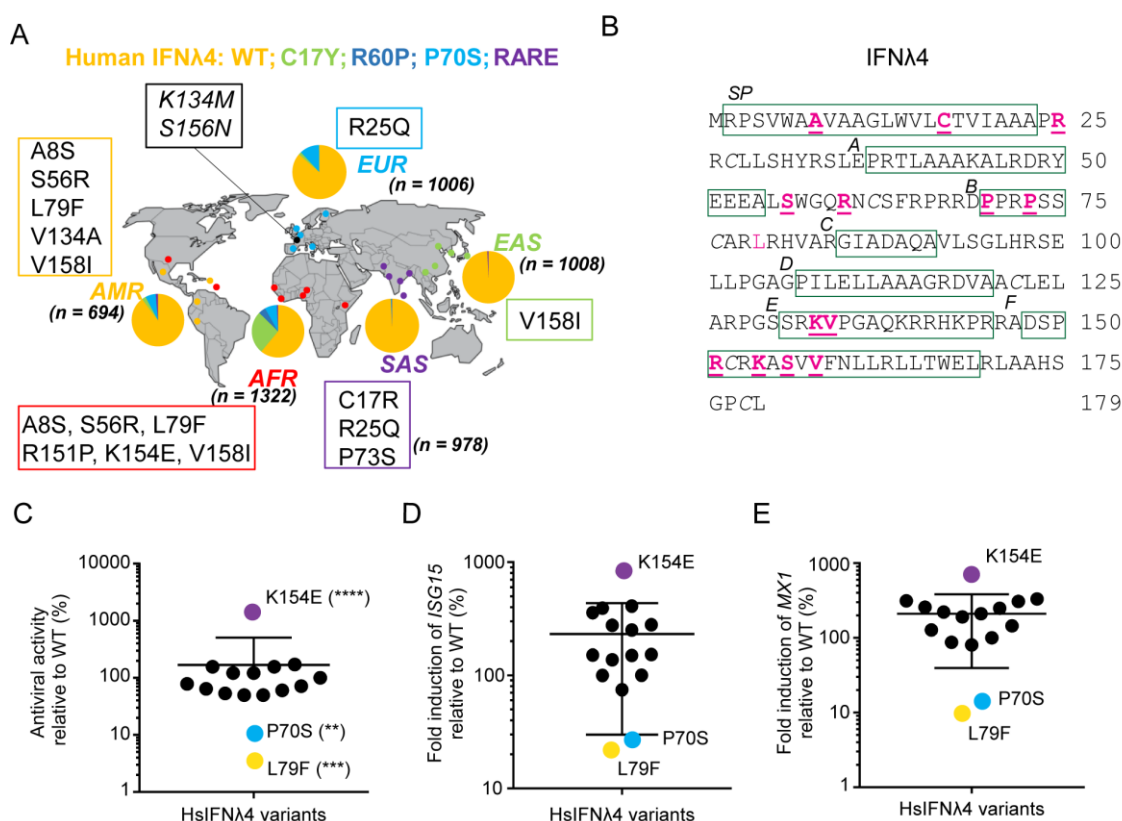 A
Human IFNλ4: WT; C17Y; R60P; P70S; RARE
K134M
S156N
R25Q
EUR
(n = 1006)
A8S
S56R
L79F
V134A
V158I
AMR
(n = 694)
EAS
(n = 1008)
V158I
AFR
(n = 1322)
SAS
(n = 978)
A8S, S56R, L79F
R151P, K154E, V158I
C17R
R25Q
P73S
B
IFNλ4
SP
MRPSVWAAVAAGLWVLCTVIAAAPR 25
A
RCLLSHYRSLEPRTLAAAKALRDRY 50
B
EEEALSWGQRNCSFRPRRDPPRPSS 75
C
CARLRHVARGIADAQAVLSGLHRSE 100
D
LLPGAGPILELLAAAGRDVAACLEL 125
E F
ARPGSSRKVPGAQKRRHKPRRADSP 150
RCRKASVVFNLLRLLTWELRLAAHS 175
GPCL 179
C
Antiviral activity
relative to WT (%)
10000
1000
100
10
1
K154E (****)
P70S (**)
L79F (***)
HsIFNλ4 variants
D
Fold induction of ISG15
relative to WT (%)
1000
100
10
K154E
P70S
L79F
HsIFNλ4 variants
E
Fold induction of MX1
relative to WT (%)
1000
100
10
1
K154E
P70S
L79F
HsIFNλ4 variants